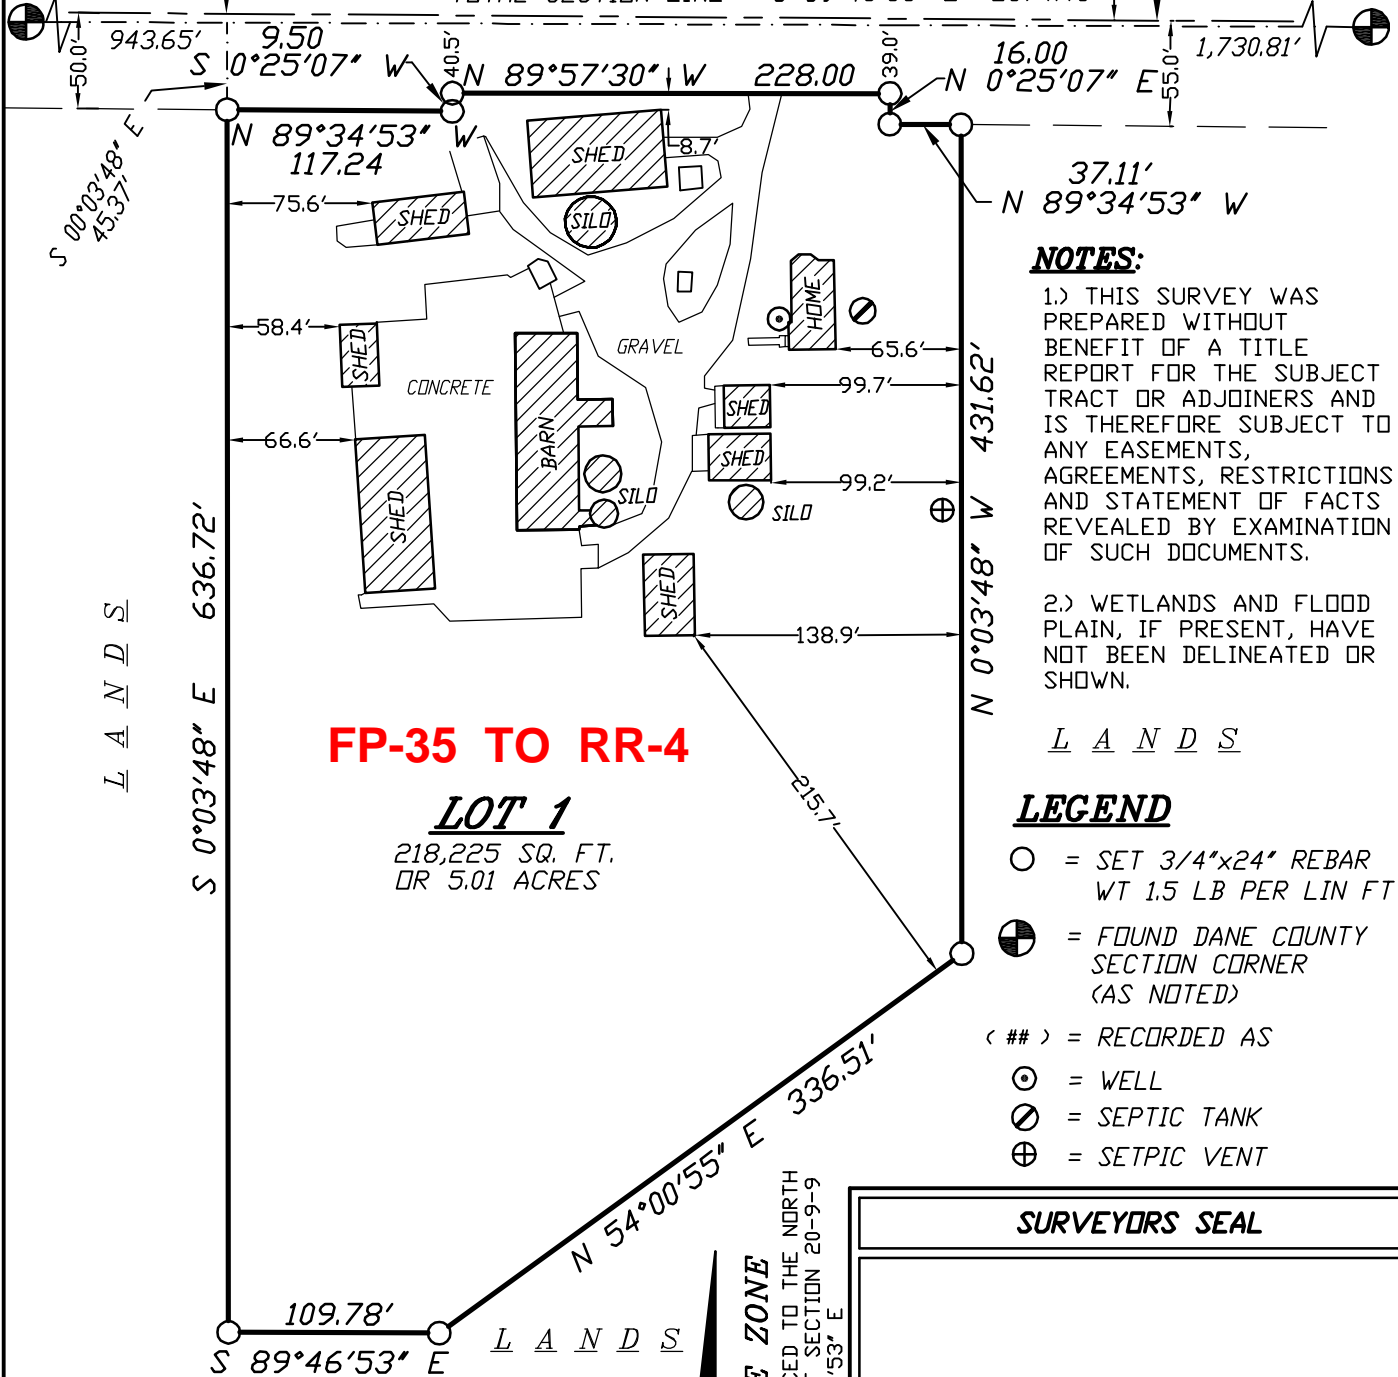 943.65'
9.50
S 0°25'07" W
50.0'
40.5'
N 89°57'30" W 228.00
39.0'
16.00
N 0°25'07" E
55.0'
1,730.81'
S 00°03'48" E
45.37'
N 89°34'53" W
117.24
37.11'
N 89°34'53" W
8.7'
SHED
SILO
75.6'
SHED
58.4'
SHED
CONCRETE
GRAVEL
HOME
65.6'
99.7'
SHED
66.6'
BARN
SHED
99.2'
SILO
SILO
SHED
SHED
138.9'
215.7'
431.62'
N 0°03'48" W
636.72'
S 0°03'48" E
L A N D S
FP-35 TO RR-4
LOT 1
218,225 SQ. FT.
OR 5.01 ACRES
336.51'
N 54°00'55" E
109.78'
S 89°46'53" E
L A N D S
NOTES:
1.) THIS SURVEY WAS
PREPARED WITHOUT
BENEFIT OF A TITLE
REPORT FOR THE SUBJECT
TRACT OR ADJOINERS AND
IS THEREFORE SUBJECT TO
ANY EASEMENTS,
AGREEMENTS, RESTRICTIONS
AND STATEMENT OF FACTS
REVEALED BY EXAMINATION
OF SUCH DOCUMENTS.
2.) WETLANDS AND FLOOD
PLAIN, IF PRESENT, HAVE
NOT BEEN DELINEATED OR
SHOWN.
L A N D S
LEGEND
= SET 3/4"x24" REBAR
WT 1.5 LB PER LIN FT
= FOUND DANE COUNTY
SECTION CORNER
(AS NOTED)
( ## ) = RECORDED AS
= WELL
= SEPTIC TANK
= SETPIC VENT
ZONE
TO THE NORTH
SECTION 20-9-9
'53" E
SURVEYORS SEAL